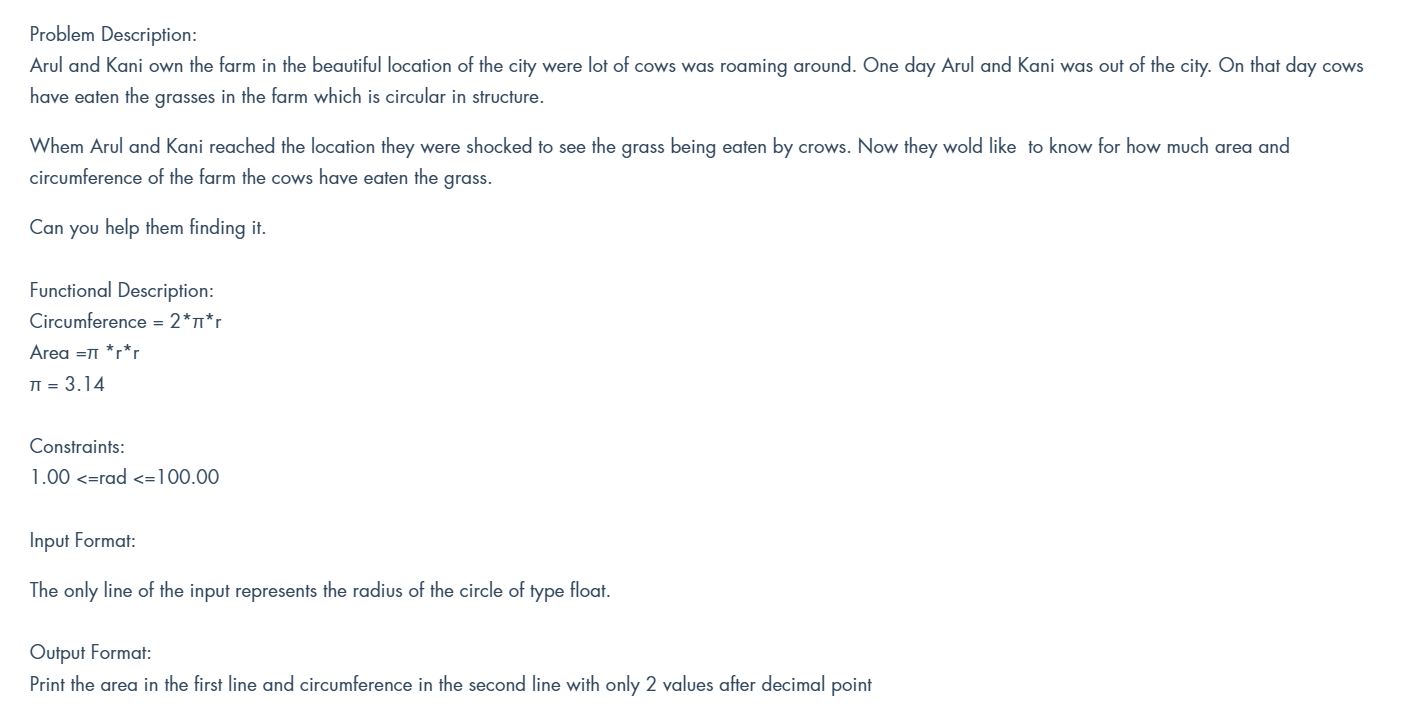 Problem Description:
Arul and Kani own the farm in the beautiful location of the city were lot of cows was roaming around. One day Arul and Kani was out of the city. On that day cows
have eaten the grasses in the farm which is circular in structure.
Whem Arul and Kani reached the location they were shocked to see the grass being eaten by crows. Now they wold like  to know for how much area and
circumference of the farm the cows have eaten the grass.
Can you help them finding it.
Functional Description:
Circumference = 2*π*r
Area =π *r*r
π = 3.14
Constraints:
1.00 <=rad <=100.00
Input Format:
The only line of the input represents the radius of the circle of type float.
Output Format:
Print the area in the first line and circumference in the second line with only 2 values after decimal point